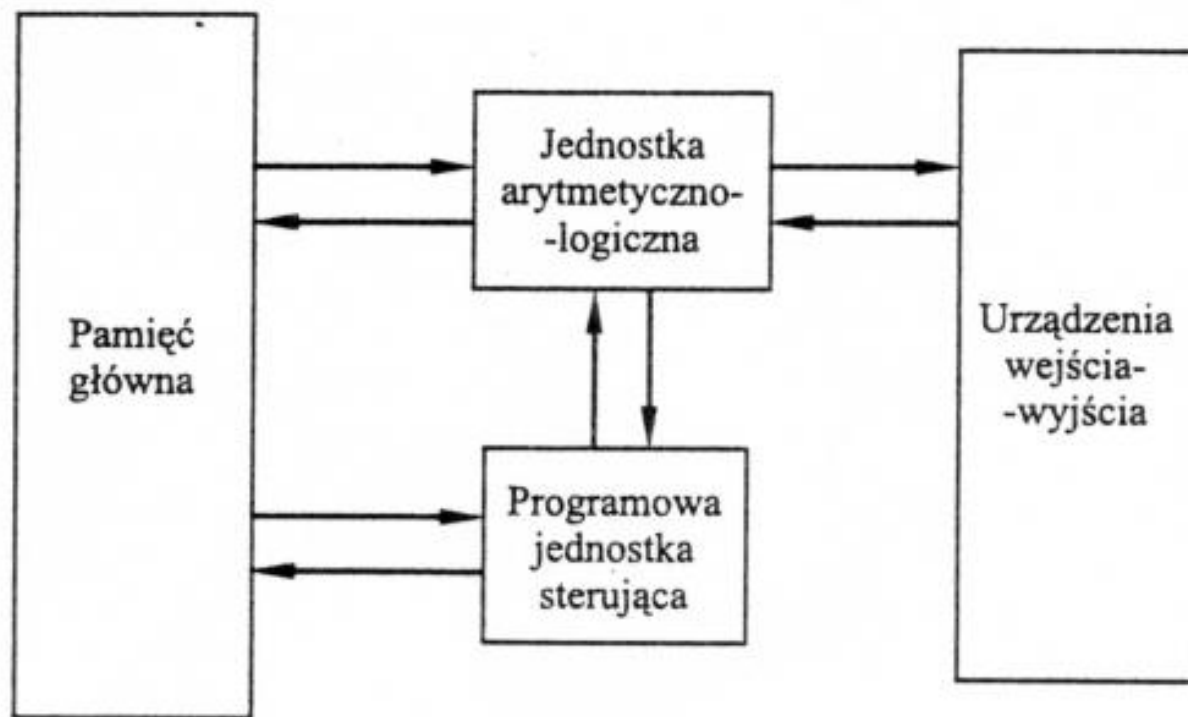 Pamięć
główna
Jednostka
arytmetyczno-
-logiczna
Programowa
jednostka
sterująca
Urządzenia
wejścia-
-wyjścia